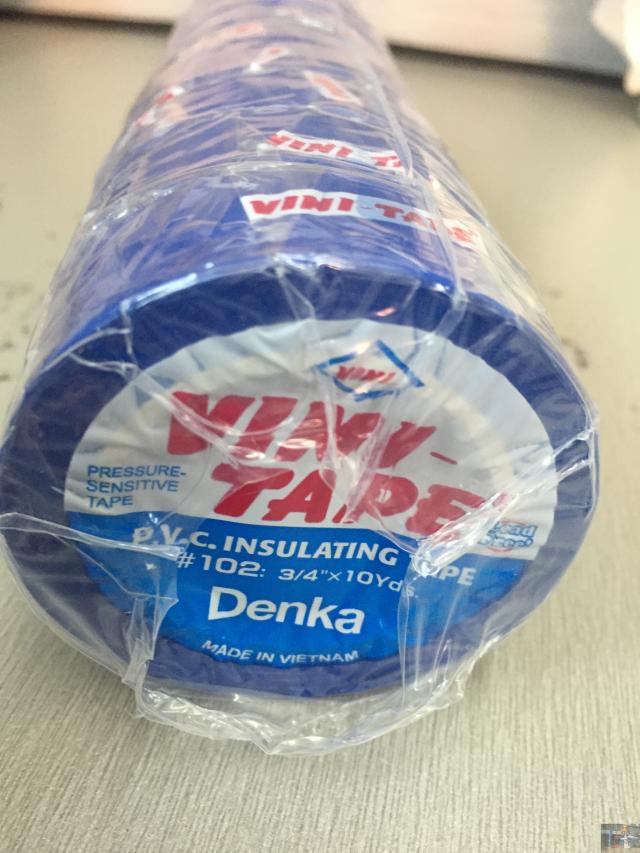 VINI-T
VINI-TAPE
VINI
VINI-
TAPE
PRESSURE-
SENSITIVE
TAPE
P.V.C. INSULATING TAPE
#102: 3/4"×10Yds.
Denka
MADE IN VIETNAM